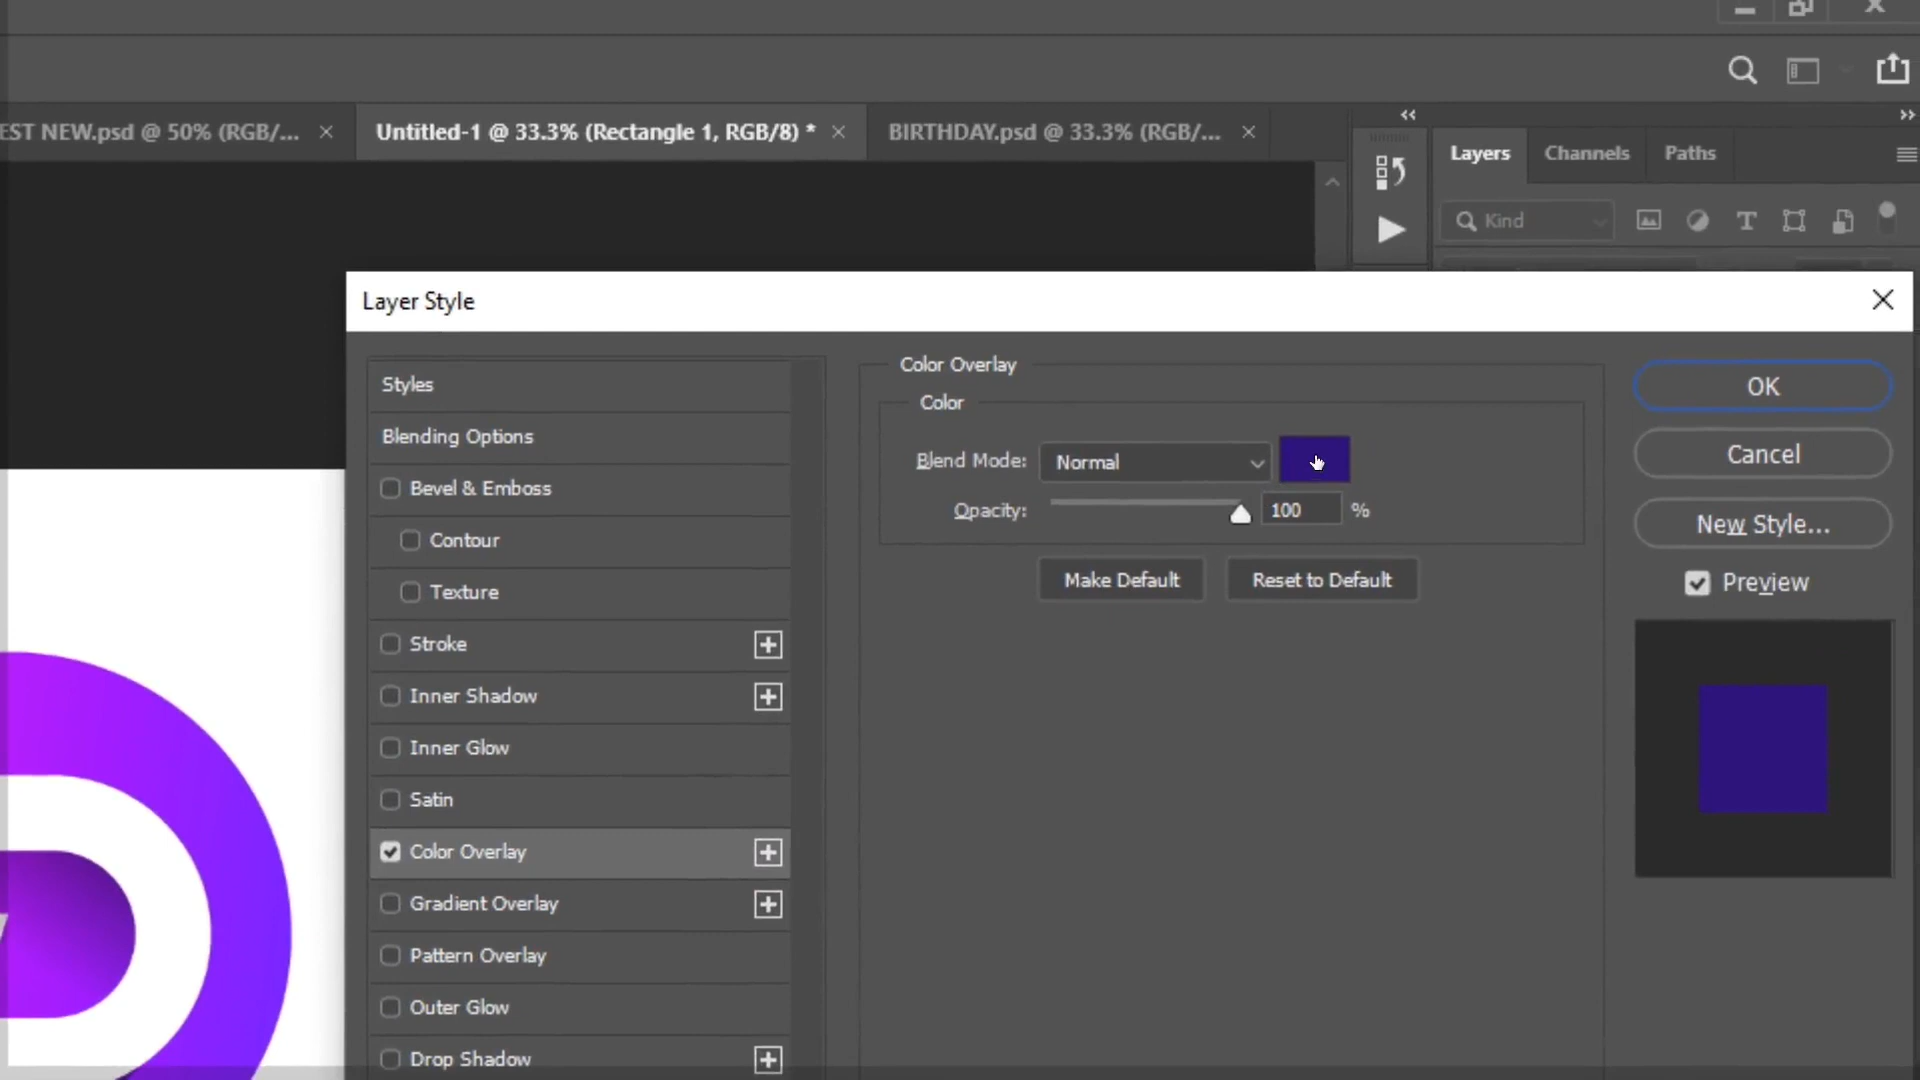 EST NEW.psd @ 50% (RGB/...
Untitled-1 @ 33.3% (Rectangle 1, RGB/8) *
BIRTHDAY.psd @ 33.3% (RGB/...
Layers
Channels
Paths
Kind
Layer Style
Styles
Blending Options
Bevel & Emboss
Contour
Texture
Stroke
Inner Shadow
Inner Glow
Satin
Color Overlay
Gradient Overlay
Pattern Overlay
Outer Glow
Drop Shadow
Color Overlay
Color
Blend Mode: Normal
Opacity: 100 %
Make Default
Reset to Default
OK
Cancel
New Style...
Preview